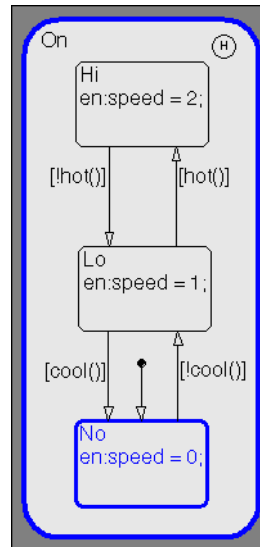 On
H
Hi
en:speed = 2;
[!hot()]
[hot()]
Lo
en:speed = 1;
[cool()]
[!cool()]
No
en:speed = 0;